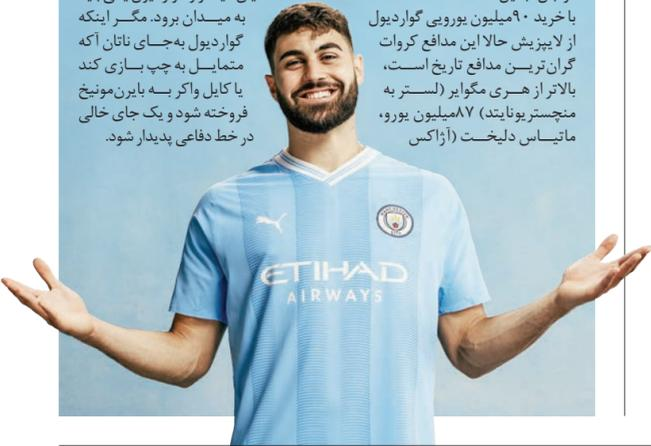 با خرید ۹۰میلیون یورویی گواردیول
از لایپزیش حالا این مدافع کروات
گران‌ترین مدافع تاریخ است،
بالاتر از هری مگوایر (لستر به
منچستریونایتد) ۸۷میلیون یورو،
ماتیاس دلیخت (آژاکس
به میدان برود. مگر اینکه
گواردیول به‌جای ناتان آکه
متمایل به چپ بازی کند
یا کایل واکر به بایرن‌مونیخ
فروخته شود و یک جای خالی
در خط دفاعی پدیدار شود.
MANCHESTER
CITY
ETIHAD
AIRWAYS